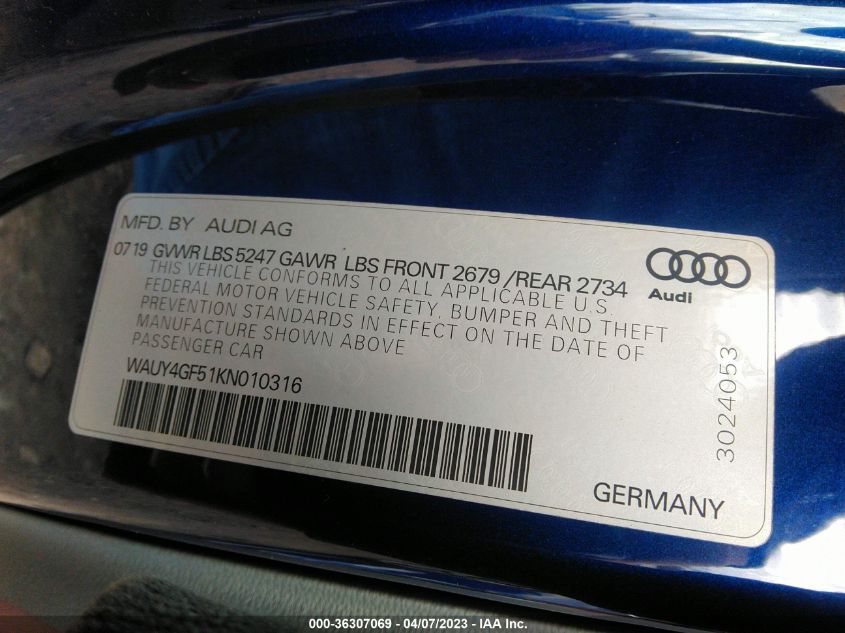 MFD. BY AUDI AG
07 19 GVWR LBS 5247 GAWR LBS FRONT 2679 /REAR 2734
THIS VEHICLE CONFORMS TO ALL APPLICABLE U.S.
FEDERAL MOTOR VEHICLE SAFETY, BUMPER AND THEFT
PREVENTION STANDARDS IN EFFECT ON THE DATE OF
MANUFACTURE SHOWN ABOVE
PASSENGER CAR
WAUY4GF51KN010316
Audi
3024053
GERMANY
000-36307069 - 04/07/2023 - IAA Inc.